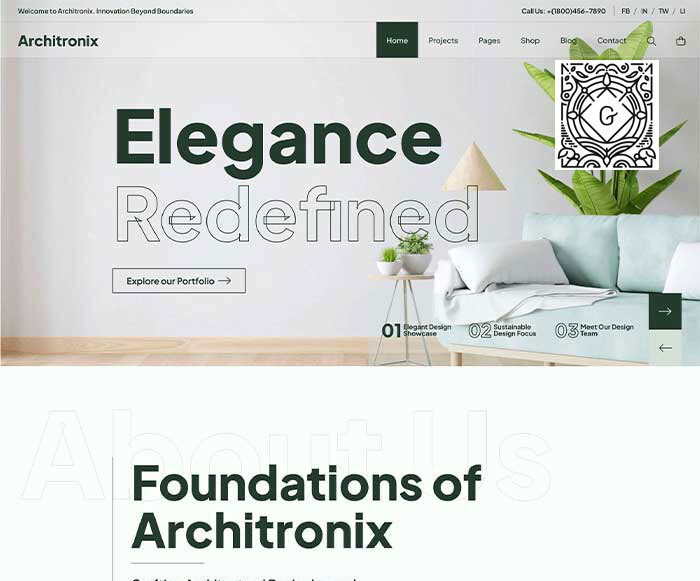 Welcome to Architronix. Innovation Beyond Boundaries
Call Us: +(1800)456-7890
FB / IN / TW / LI
Architronix
Home Projects Pages Shop Blog Contact
G
Elegance
Redefined
Explore our Portfolio
01 Elegant Design
Showcase
02 Sustainable
Design Focus
03 Meet Our Design
Team
About Us
Foundations of
Architronix